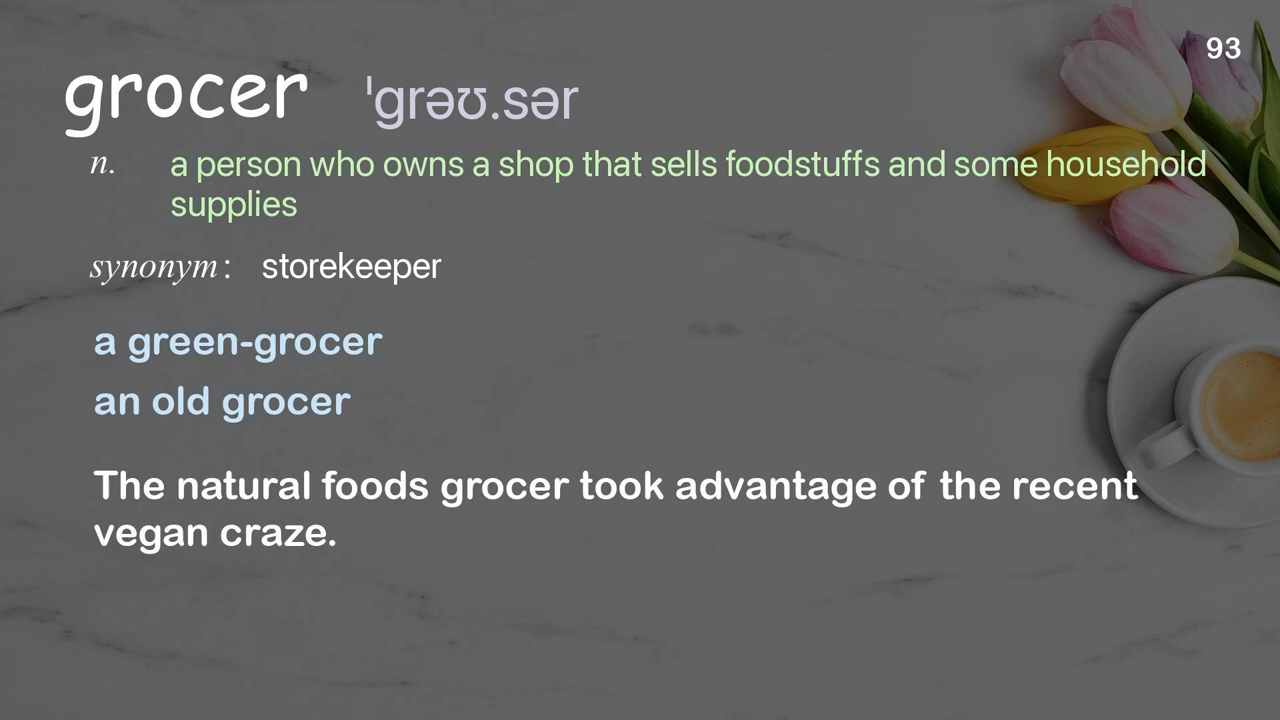 93
grocer ˈgrəʊ.sər
n. a person who owns a shop that sells foodstuffs and some household
supplies
synonym: storekeeper
a green-grocer
an old grocer
The natural foods grocer took advantage of the recent
vegan craze.